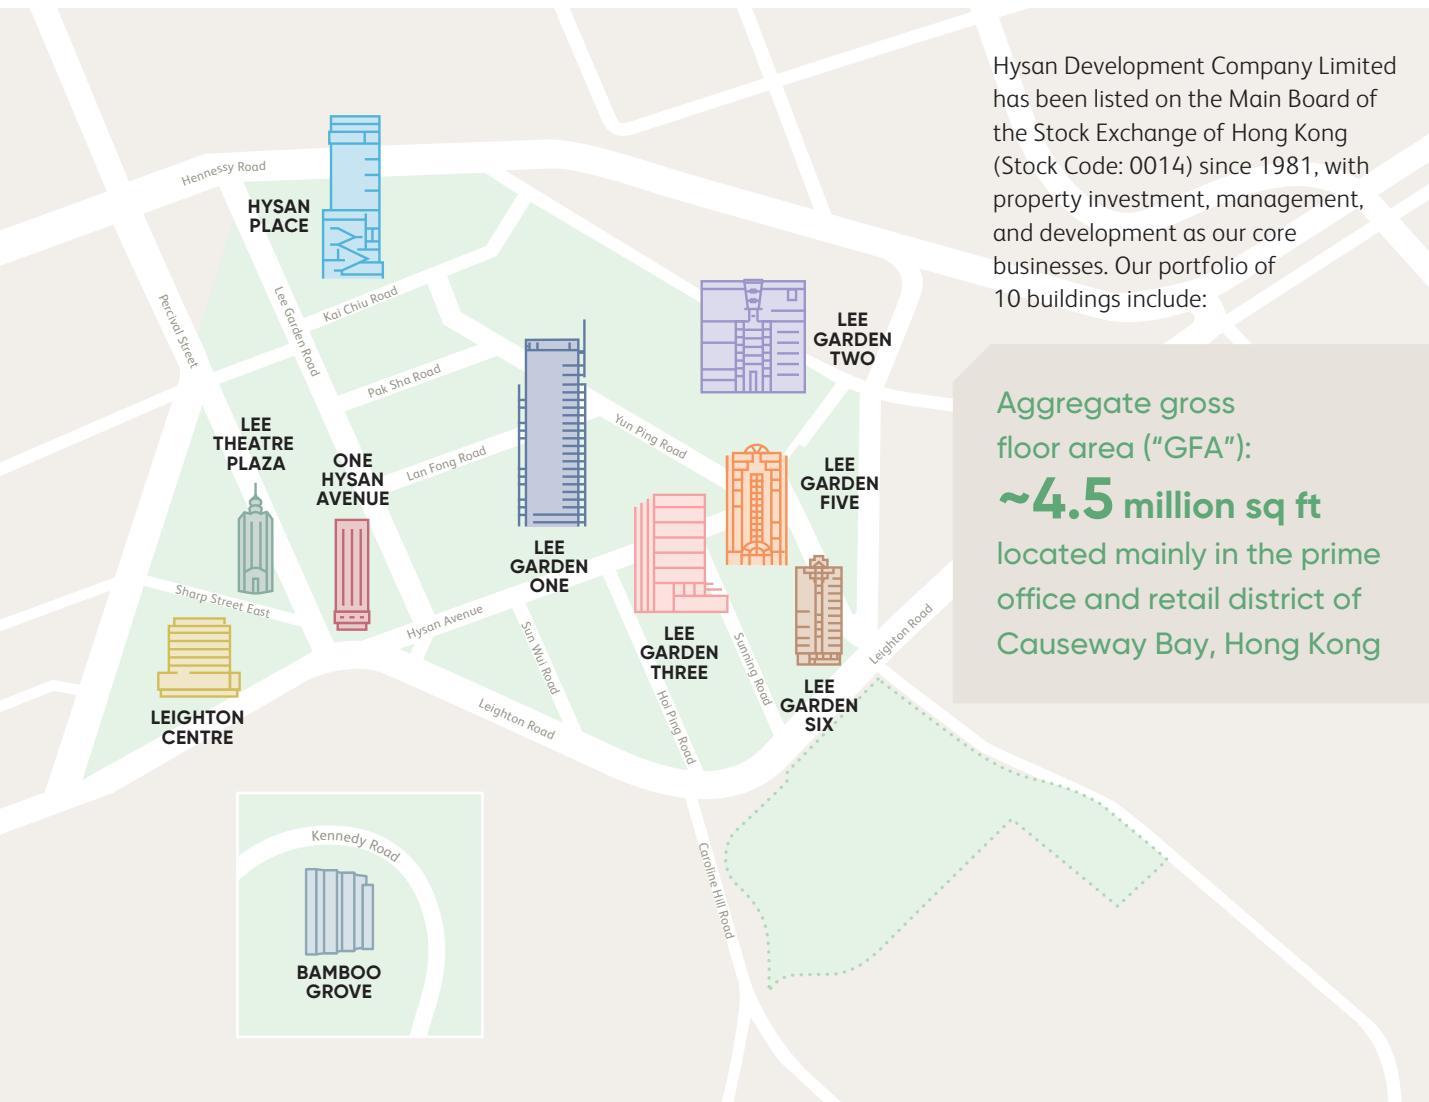 Hysan Development Company Limited
has been listed on the Main Board of
the Stock Exchange of Hong Kong
(Stock Code: 0014) since 1981, with
property investment, management,
and development as our core
businesses. Our portfolio of
10 buildings include:
Aggregate gross
floor area (“GFA”):
~4.5 million sq ft
located mainly in the prime
office and retail district of
Causeway Bay, Hong Kong
Hennessy Road
HYSAN
PLACE
Percival Street
Lee Garden Road
Kai Chiu Road
LEE
GARDEN
TWO
Pak Sha Road
LEE
THEATRE
PLAZA
ONE
HYSAN
AVENUE
Lan Fong Road
Yun Ping Road
LEE
GARDEN
FIVE
LEE
GARDEN
ONE
Sharp Street East
Hysan Avenue
Sun Wui Road
LEE
GARDEN
THREE
Sunning Road
Leighton Road
LEE
GARDEN
SIX
LEIGHTON
CENTRE
Leighton Road
Hoi Ping Road
Kennedy Road
Caroline Hill Road
BAMBOO
GROVE